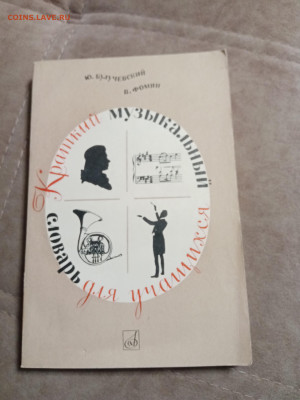 COINS.LAVE.RU
Ю. БУЛУЧЕВСКИЙ
В. ФОМИН
Краткий музыкальный
словарь для учащихся